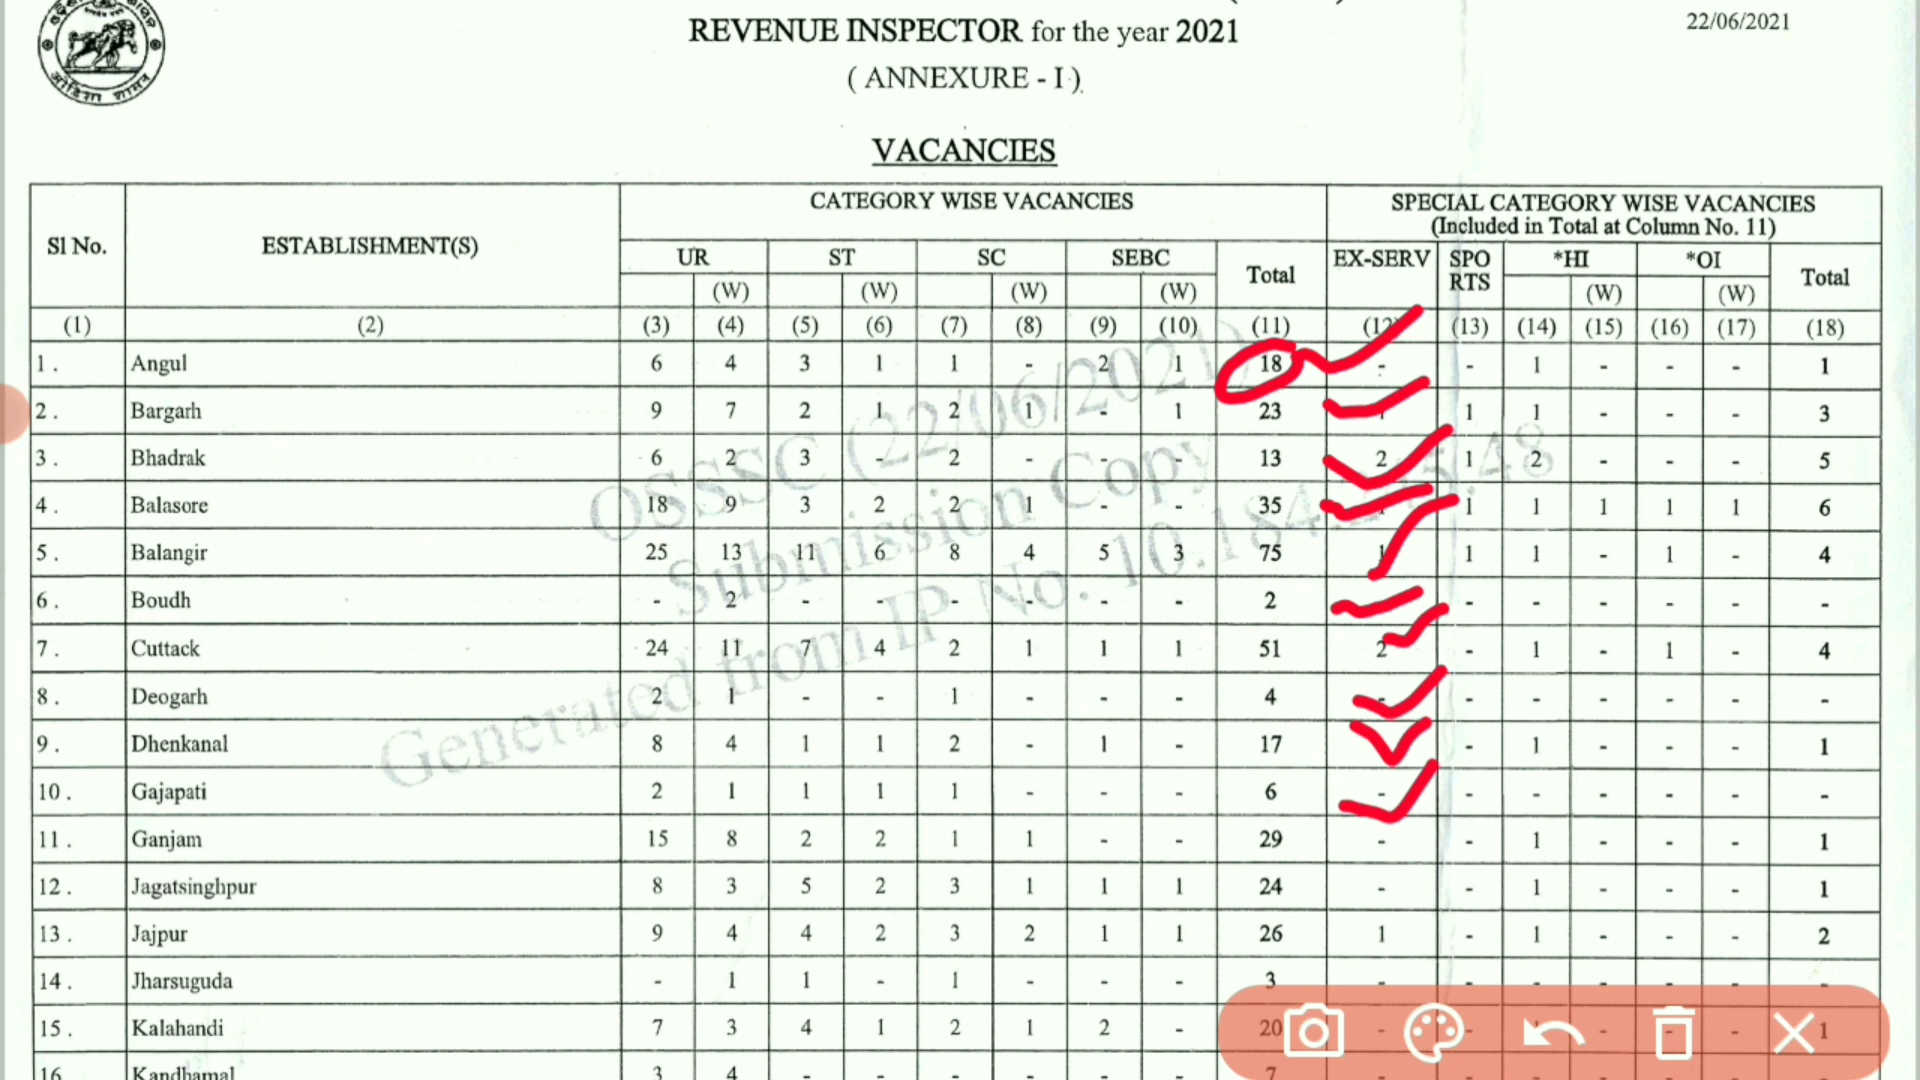 22/06/2021
REVENUE INSPECTOR for the year 2021
( ANNEXURE - I )
VACANCIES
Sl No. ESTABLISHMENT(S) CATEGORY WISE VACANCIES SPECIAL CATEGORY WISE VACANCIES
(Included in Total at Column No. 11)
UR ST SC SEBC Total EX-SERV SPO RTS *HI *OI Total
(W) (W) (W) (W) (W) (W)
(1) (2) (3) (4) (5) (6) (7) (8) (9) (10) (11) (12) (13) (14) (15) (16) (17) (18)
1. Angul 6 4 3 1 1 - 2 1 18 - - 1 - - - 1
2. Bargarh 9 7 2 1 2 1 - 1 23 1 1 - - - 3
3. Bhadrak 6 2 3 - 2 - - - 13 2 1 2 - - - 5
4. Balasore 18 9 3 2 2 1 - - 35 1 1 1 1 1 6
5. Balangir 25 13 11 6 8 4 5 3 75 1 1 1 - 1 - 4
6. Boudh - 2 - - - - - - 2 - - - - - -
7. Cuttack 24 11 7 4 2 1 1 1 51 2 - 1 - 1 - 4
8. Deogarh 2 1 - - 1 - - - 4 - - - - - - -
9. Dhenkanal 8 4 1 1 2 - 1 - 17 - 1 - - - 1
10. Gajapati 2 1 1 1 1 - - - 6 - - - - - - -
11. Ganjam 15 8 2 2 1 1 - - 29 - - 1 - - - 1
12. Jagatsinghpur 8 3 5 2 3 1 1 1 24 - - 1 - - - 1
13. Jajpur 9 4 4 2 3 2 1 1 26 1 - 1 - - - 2
14. Jharsuguda - 1 1 - 1 - - - 3 - - - - - - -
15. Kalahandi 7 3 4 1 2 1 2 - 20 - - - - - 1
16 Kandhamal 3 4 - - - - - - 7 - - - - - - -
OSSSC (22/06/2021)
Submission Copy
Generated from IP No. 10.184.